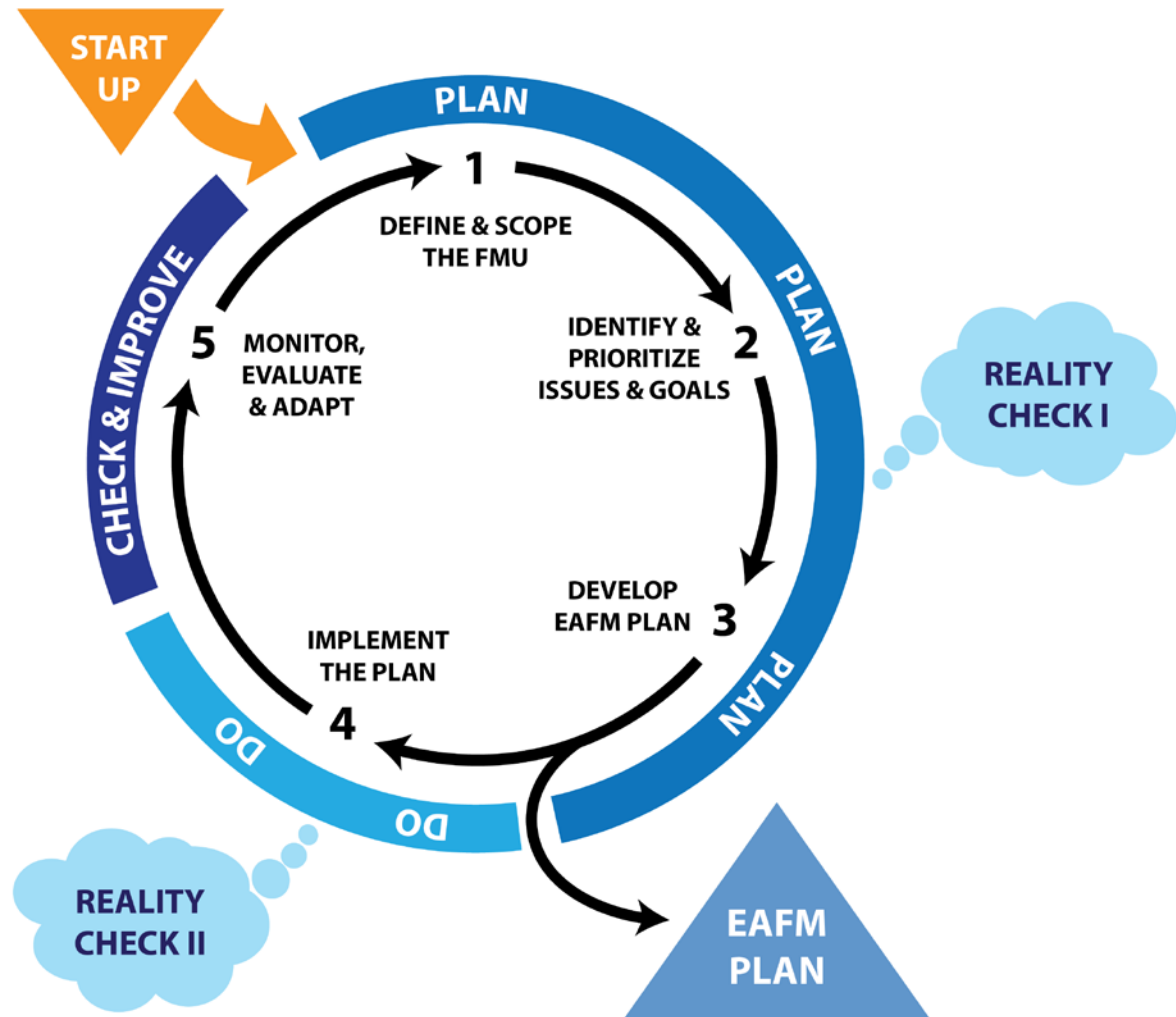 START
UP
PLAN
1
DEFINE & SCOPE
THE FMU
PLAN
2
IDENTIFY &
PRIORITIZE
ISSUES & GOALS
REALITY
CHECK I
DEVELOP
EAFM PLAN
3
PLAN
IMPLEMENT
THE PLAN
4
DO
DO
REALITY
CHECK II
EAFM
PLAN
5
MONITOR,
EVALUATE
& ADAPT
CHECK & IMPROVE